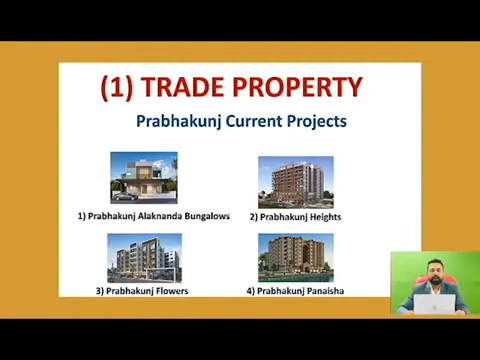 (1) TRADE PROPERTY
Prabhakunj Current Projects
1) Prabhakunj Alaknanda Bungalows
2) Prabhakunj Heights
3) Prabhakunj Flowers
4) Prabhakunj Panaisha